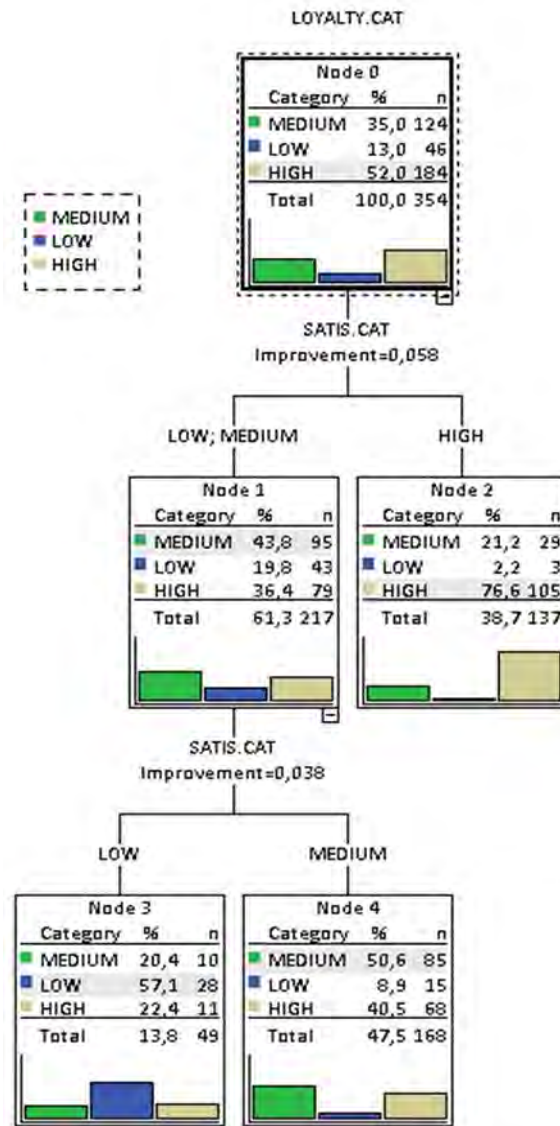 LOYALTY.CAT
Node 0
Category % n
MEDIUM 35,0 124
LOW 13,0 46
HIGH 52,0 184
Total 100,0 354
MEDIUM
LOW
HIGH
SATIS.CAT
Improvement=0,058
LOW; MEDIUM
HIGH
Node 1
Category % n
MEDIUM 43,8 95
LOW 19,8 43
HIGH 36,4 79
Total 61,3 217
Node 2
Category % n
MEDIUM 21,2 29
LOW 2,2 3
HIGH 76,6 105
Total 38,7 137
SATIS.CAT
Improvement=0,038
LOW
MEDIUM
Node 3
Category % n
MEDIUM 20,4 10
LOW 57,1 28
HIGH 22,4 11
Total 13,8 49
Node 4
Category % n
MEDIUM 50,6 85
LOW 8,9 15
HIGH 40,5 68
Total 47,5 168